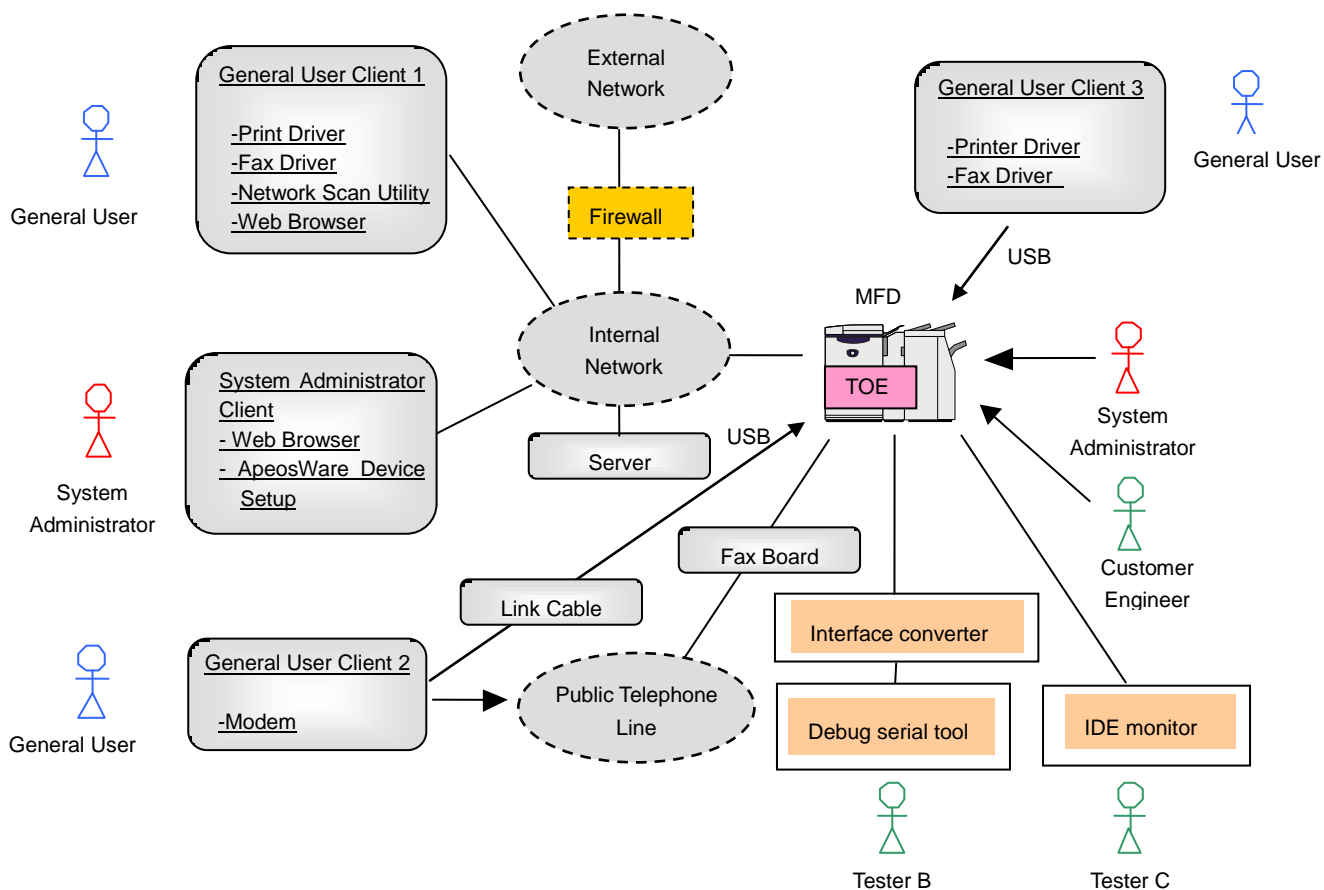 External
Network
General User Client 1
-Print Driver
-Fax Driver
-Network Scan Utility
-Web Browser
General User
General User Client 3
-Printer Driver
-Fax Driver
General User
Firewall
USB
MFD
Internal
Network
TOE
System Administrator
Client
- Web Browser
- ApeosWare Device
Setup
System
Administrator
Server
USB
System
Administrator
Fax Board
Customer
Engineer
Link Cable
Interface converter
General User Client 2
-Modem
General User
Public Telephone
Line
Debug serial tool
IDE monitor
Tester B
Tester C